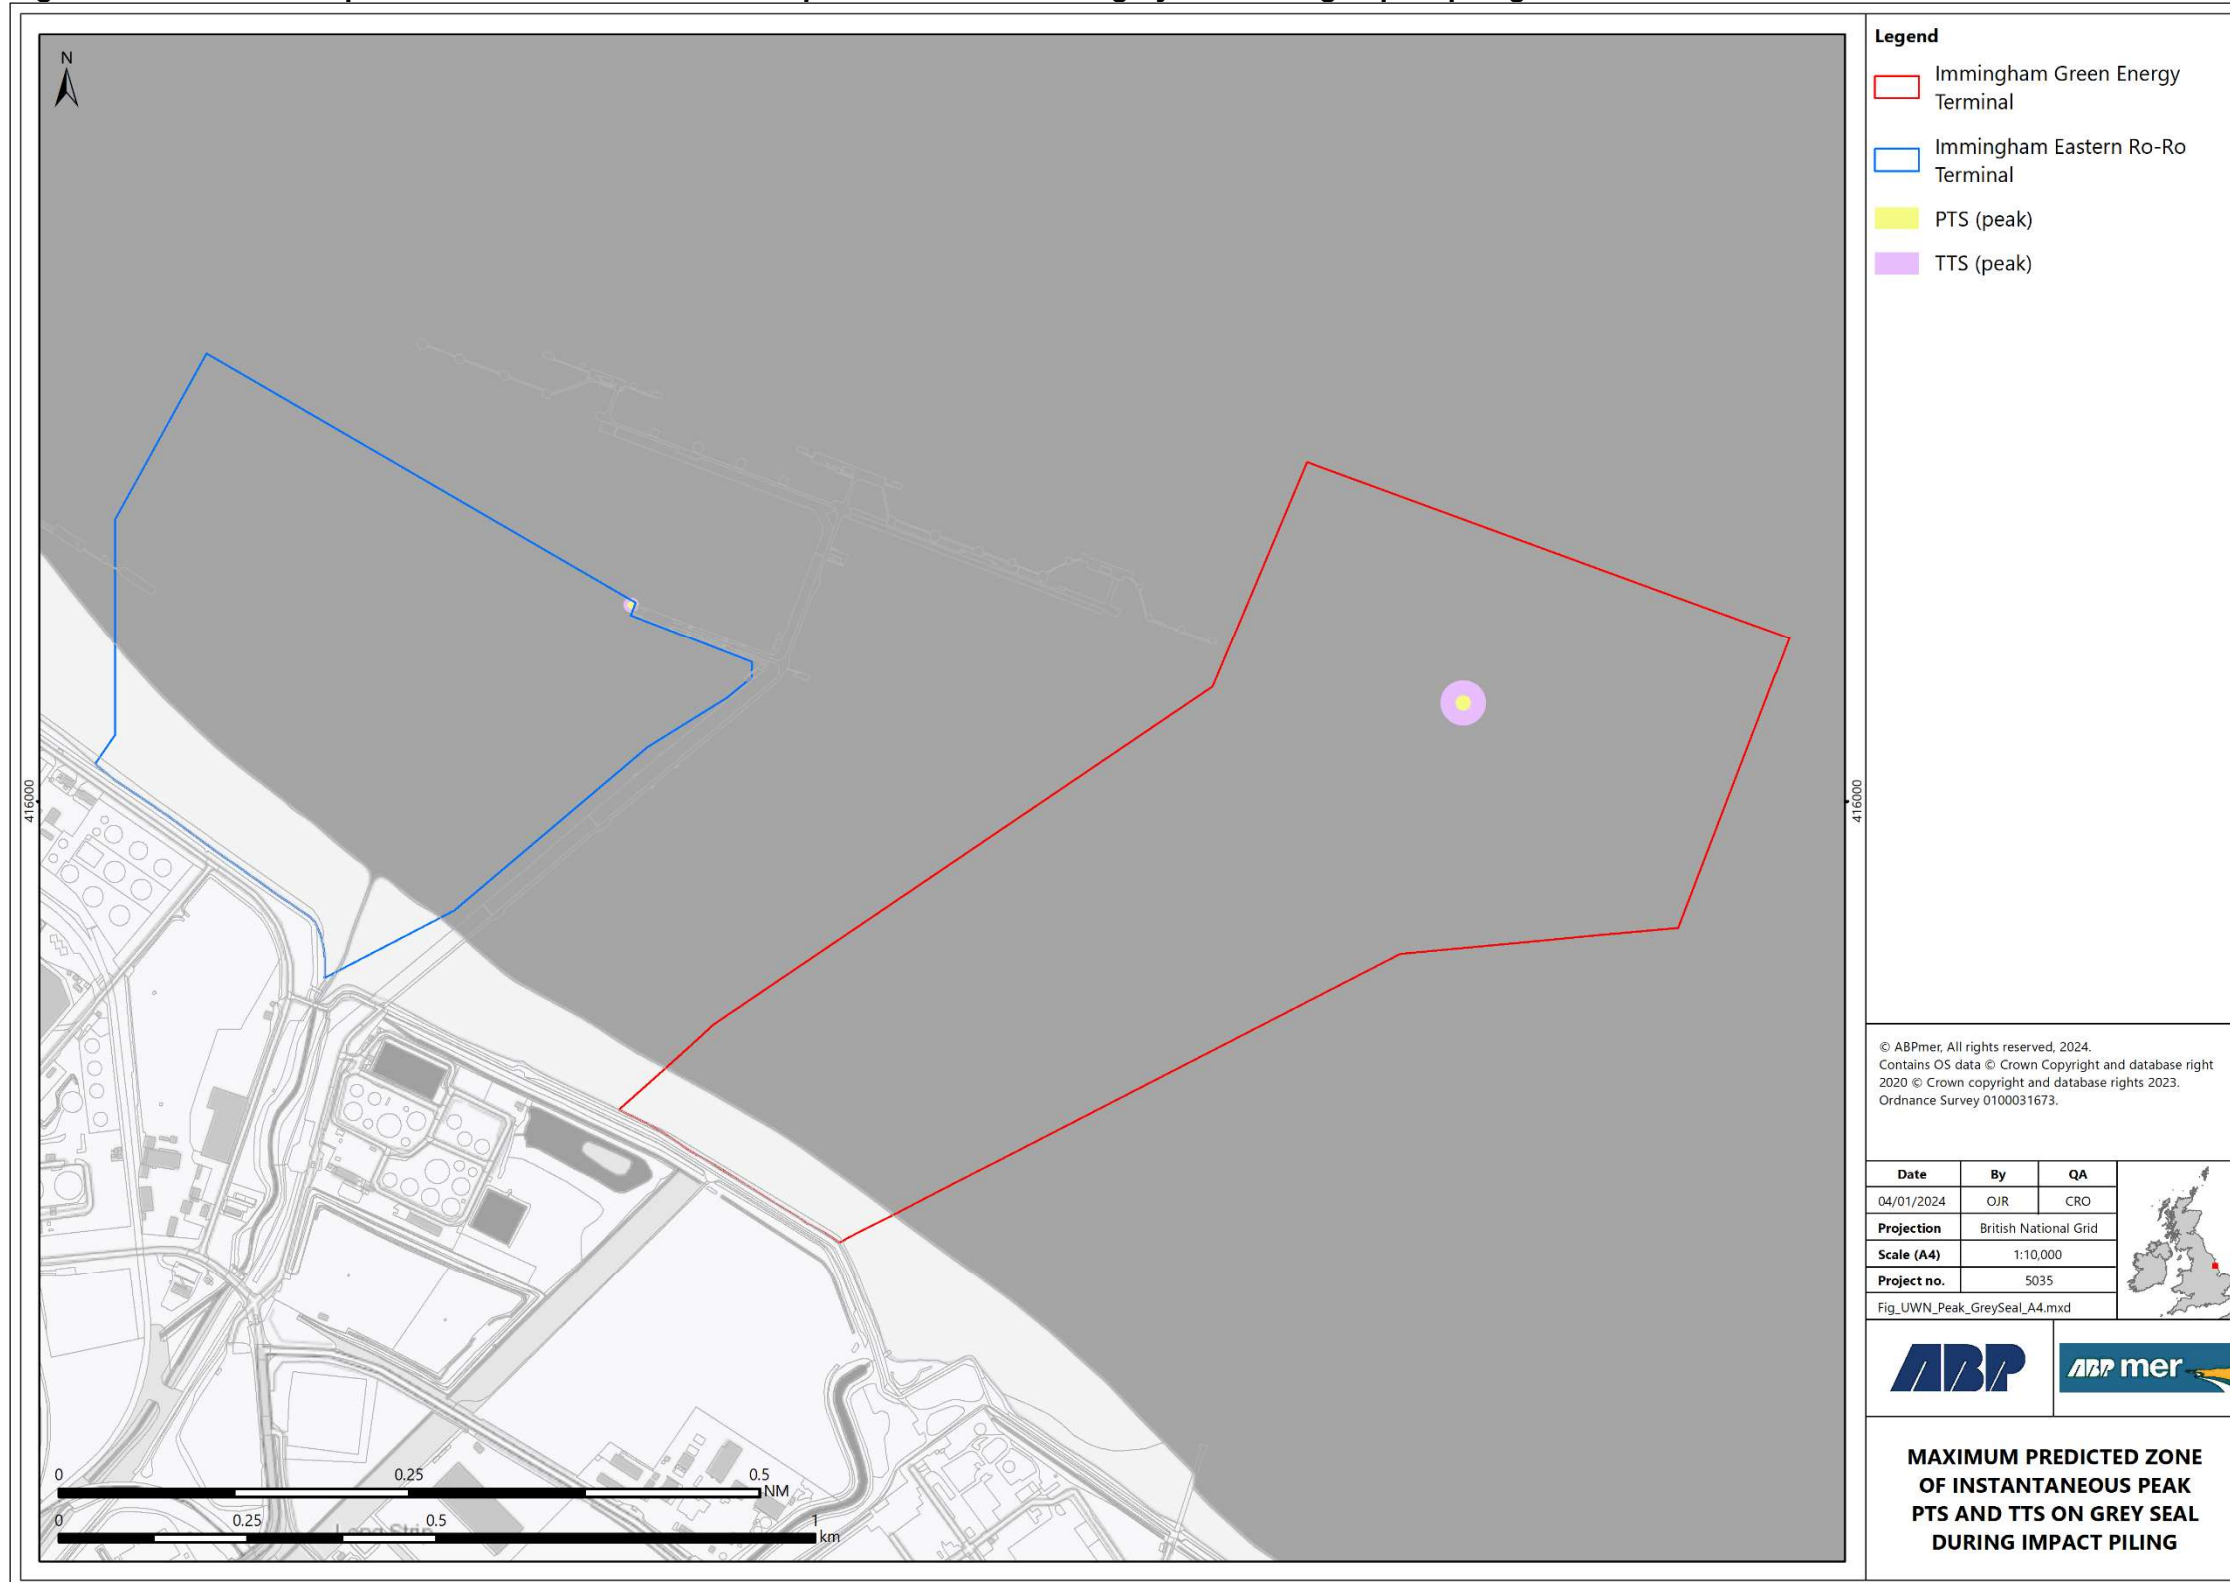 N
416000
416000
0
0.25
0.5
NM
0
0.25
0.5
1
km
Long Strip
Legend
Immingham Green Energy
Terminal
Immingham Eastern Ro-Ro
Terminal
PTS (peak)
TTS (peak)
© ABPmer, All rights reserved, 2024.
Contains OS data © Crown Copyright and database right
2020 © Crown copyright and database rights 2023.
Ordnance Survey 0100031673.
Date By QA
04/01/2024 OJR CRO
Projection British National Grid
Scale (A4) 1:10,000
Project no. 5035
Fig_UWN_Peak_GreySeal_A4.mxd
ABP
ABP mer
MAXIMUM PREDICTED ZONE
OF INSTANTANEOUS PEAK
PTS AND TTS ON GREY SEAL
DURING IMPACT PILING